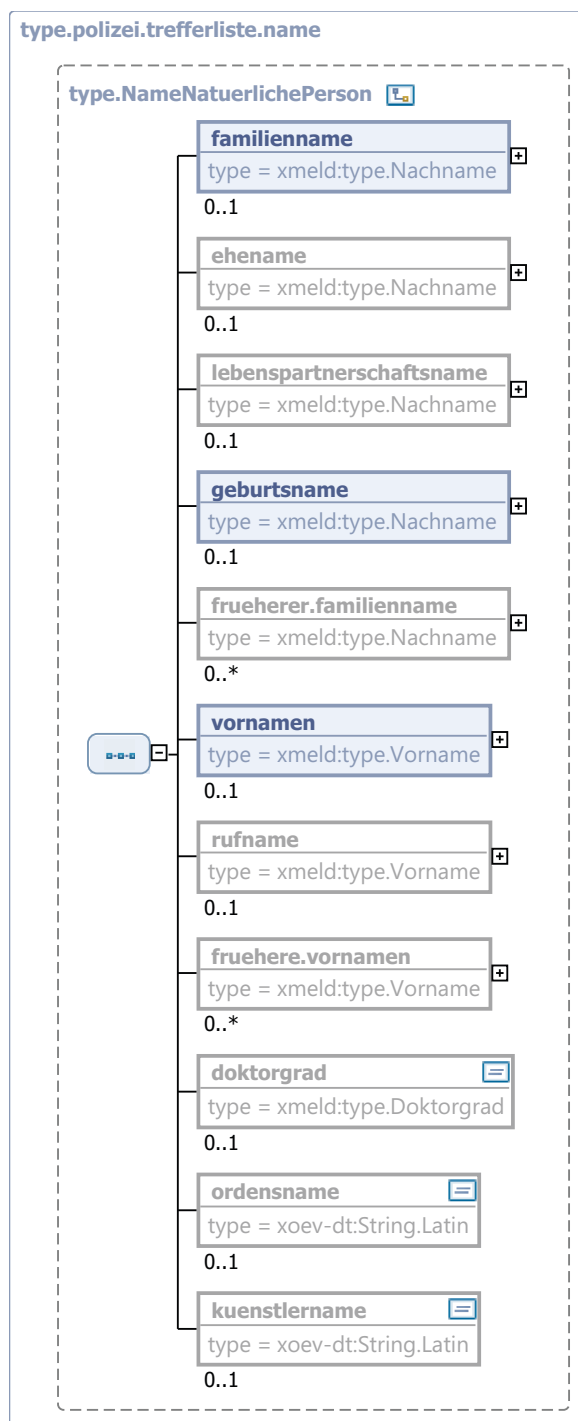 type.polizei.trefferliste.name
type.NameNatuerlichePerson
familienname
type = xmeld:type.Nachname
0..1
ehename
type = xmeld:type.Nachname
0..1
lebenspartnerschaftsname
type = xmeld:type.Nachname
0..1
geburtsname
type = xmeld:type.Nachname
0..1
frueherer.familienname
type = xmeld:type.Nachname
0..*
vornamen
type = xmeld:type.Vorname
0..1
rufname
type = xmeld:type.Vorname
0..1
fruehere.vornamen
type = xmeld:type.Vorname
0..*
doktorgrad
type = xmeld:type.Doktorgrad
0..1
ordensname
type = xoev-dt:String.Latin
0..1
kuenstlername
type = xoev-dt:String.Latin
0..1